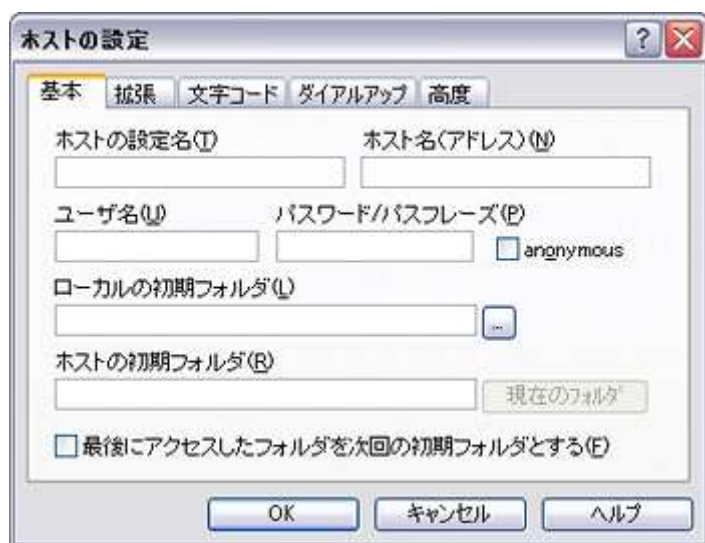 ホストの設定
基本 拡張 文字コード ダイアルアップ 高度
ホストの設定名(T) ホスト名(アドレス)(N)
ユーザ名(U) パスワード/パスフレーズ(P)
anonymous
ローカルの初期フォルダ(L)
...
ホストの初期フォルダ(R)
現在のフォルダ
最後にアクセスしたフォルダを次回の初期フォルダとする(F)
OK キャンセル ヘルプ